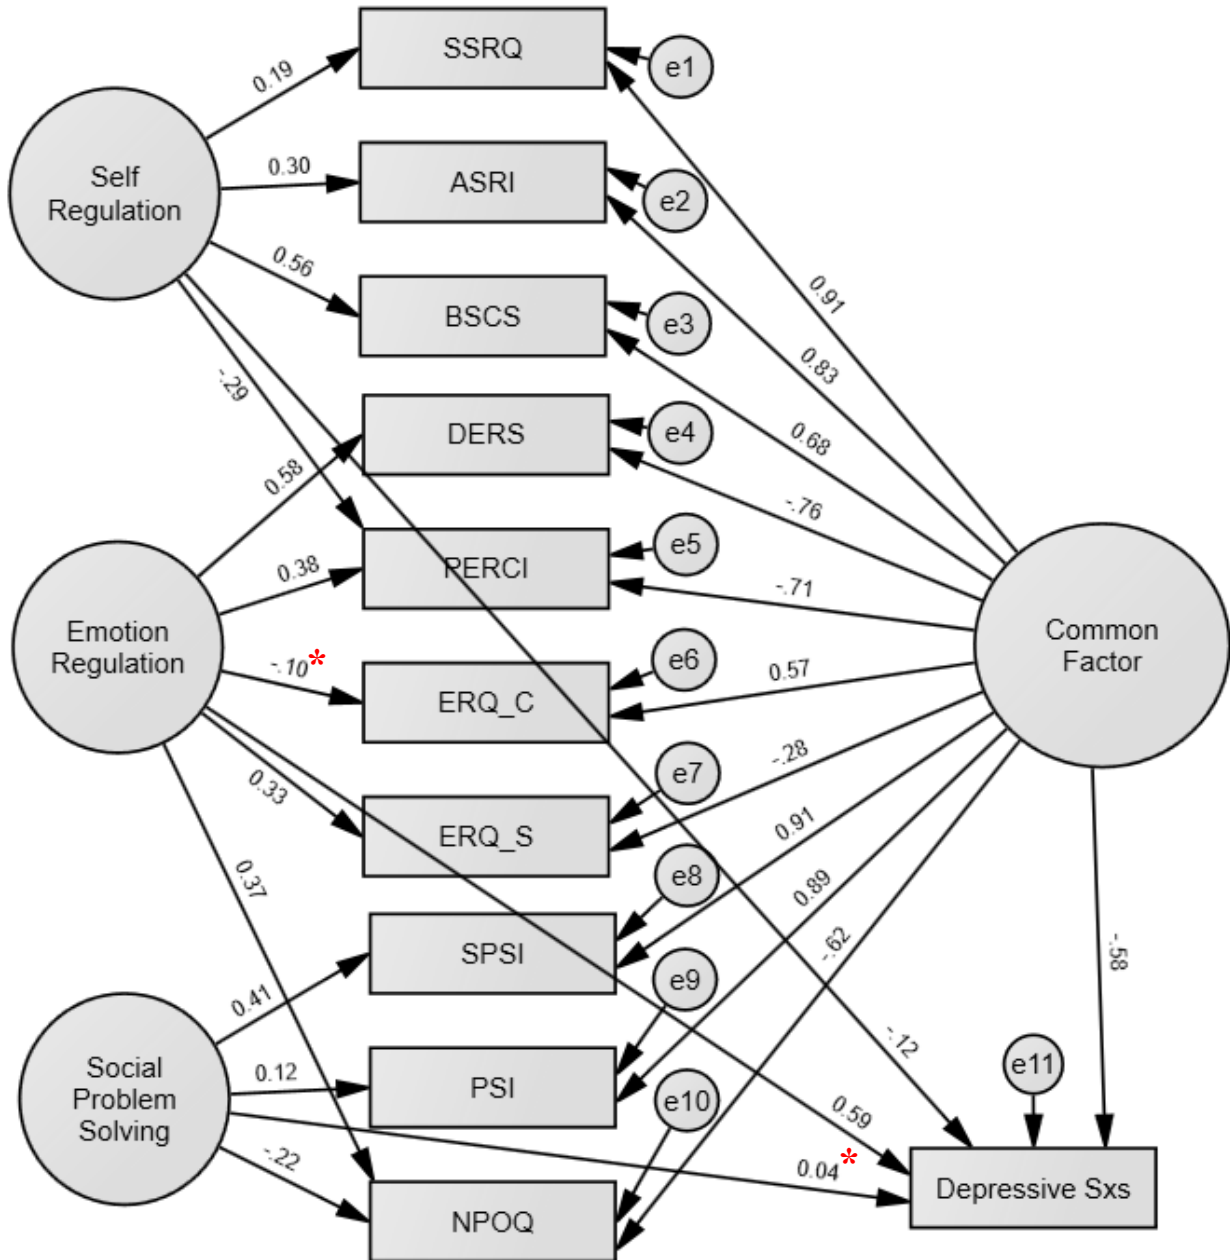 SSRQ
e1
0.19
Self
Regulation
0.30
ASRI
e2
0.56
BSCS
e3
0.91
-.29
0.83
DERS
e4
0.68
0.58
-.76
PERCI
e5
0.38
-.71
Emotion
Regulation
-.10*
ERQ_C
e6
0.57
Common
Factor
0.33
ERQ_S
e7
-.28
0.37
0.91
SPSI
e8
0.89
-.62
-.58
0.41
e9
Social
Problem
Solving
0.12
PSI
e10
-.12
e11
0.59
-.22
0.04*
NPOQ
Depressive Sxs